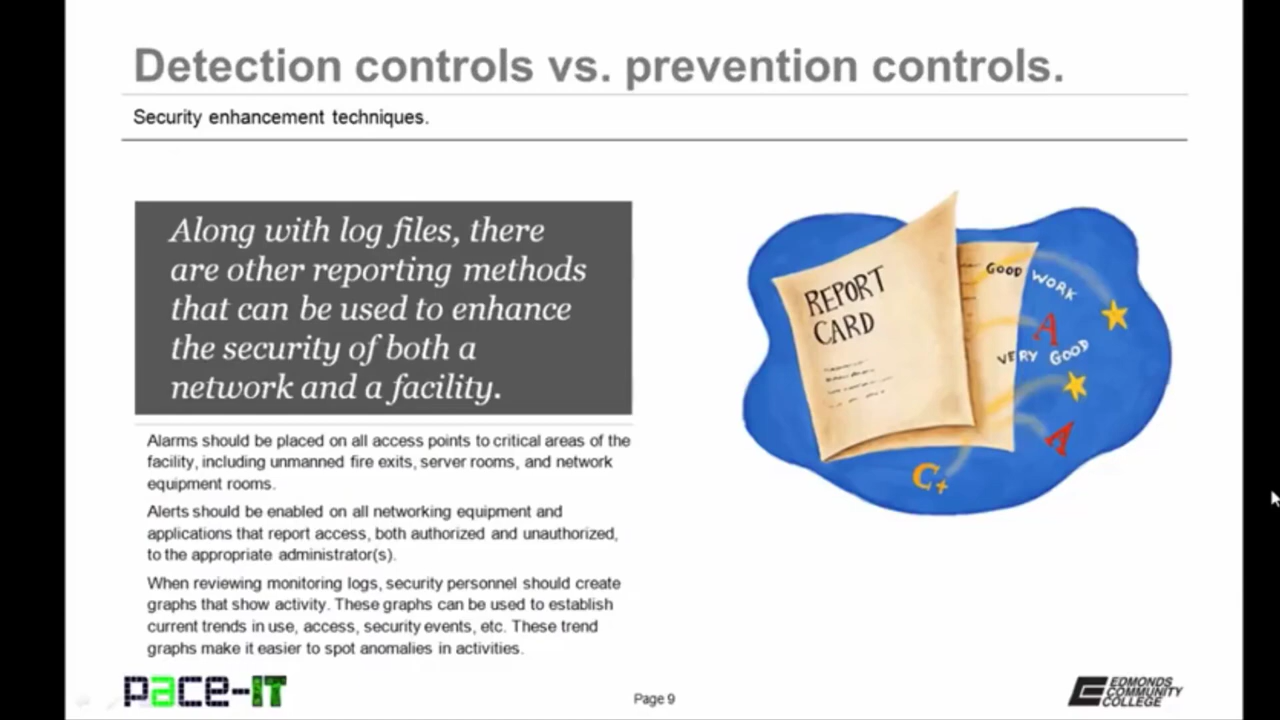 Detection controls vs. prevention controls.
Security enhancement techniques.
Along with log files, there
are other reporting methods
that can be used to enhance
the security of both a
network and a facility.
Alarms should be placed on all access points to critical areas of the
facility, including unmanned fire exits, server rooms, and network
equipment rooms.
Alerts should be enabled on all networking equipment and
applications that report access, both authorized and unauthorized,
to the appropriate administrator(s).
When reviewing monitoring logs, security personnel should create
graphs that show activity. These graphs can be used to establish
current trends in use, access, security events, etc. These trend
graphs make it easier to spot anomalies in activities.
REPORT
CARD
GOOD WORK
A
VERY GOOD
A
C+
pace-IT
Page 9
EDMONDS
COMMUNITY
COLLEGE